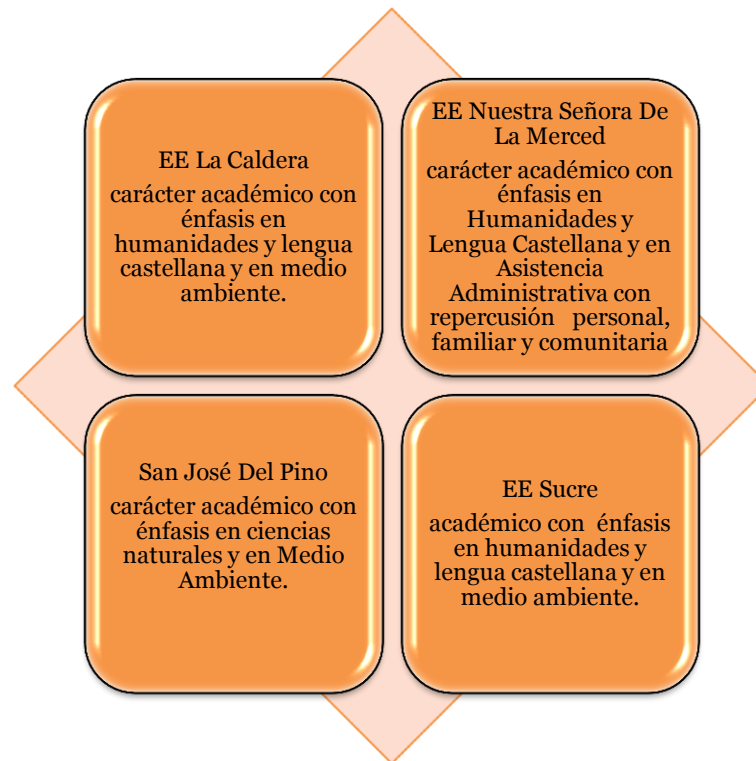 EE La Caldera
carácter académico con
énfasis en
humanidades y lengua
castellana y en medio
ambiente.
EE Nuestra Señora De
La Merced
carácter académico con
énfasis en
Humanidades y
Lengua Castellana y en
Asistencia
Administrativa con
repercusión personal,
familiar y comunitaria
San José Del Pino
carácter académico con
énfasis en ciencias
naturales y en Medio
Ambiente.
EE Sucre
académico con énfasis
en humanidades y
lengua castellana y en
medio ambiente.